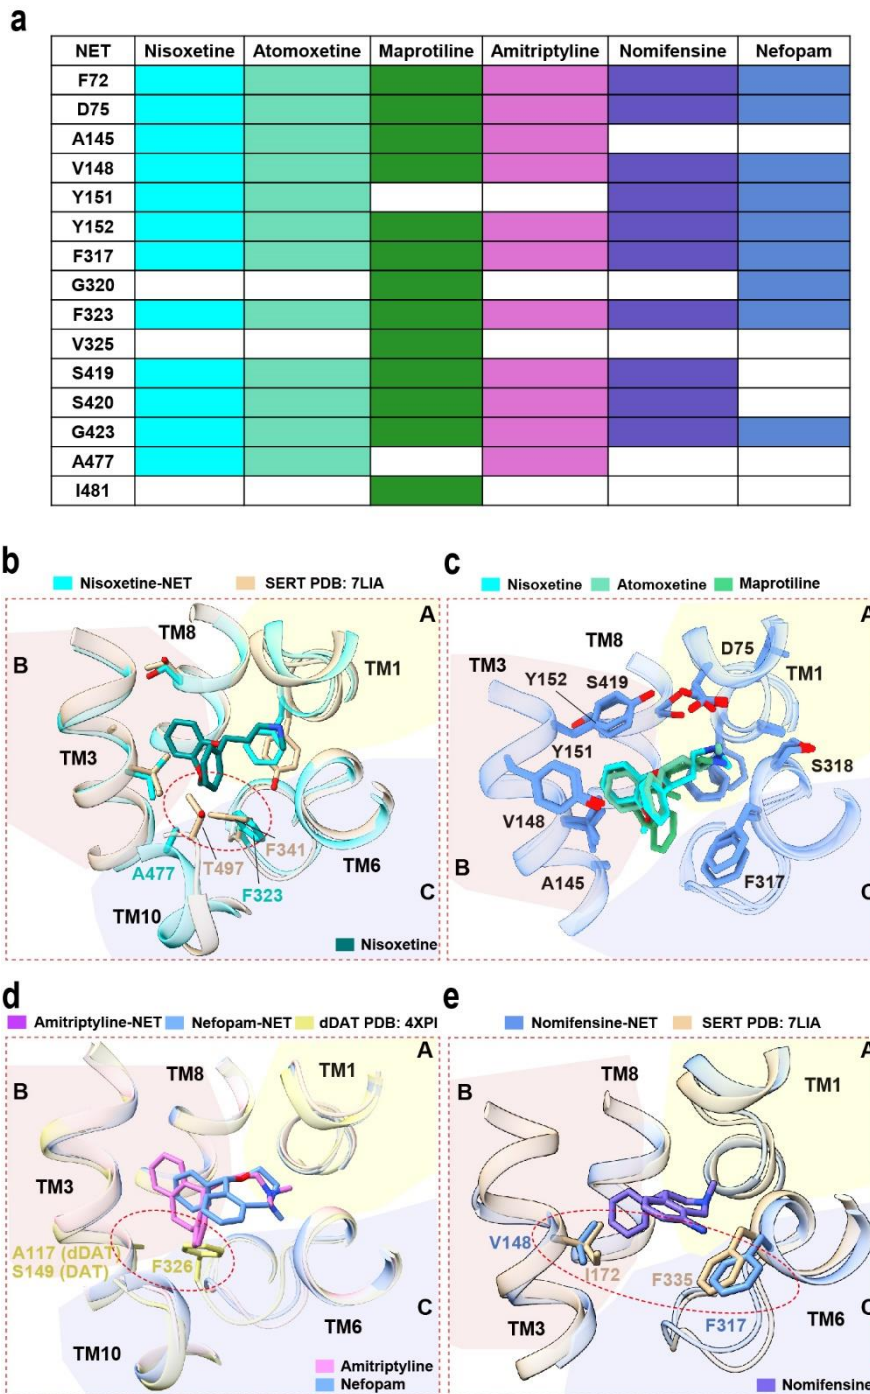 a
NET Nisoxetine Atomoxetine Maprotiline Amitriptyline Nomifensine Nefopam
F72
D75
A145
V148
Y151
Y152
F317
G320
F323
V325
S419
S420
G423
A477
I481
b
Nisoxetine-NET SERT PDB: 7LIA
A
B
TM8
TM1
TM3
A477
T497
F341
F323
TM6
TM10
C
Nisoxetine
c
Nisoxetine Atomoxetine Maprotiline
A
TM8
D75
TM3
Y152
S419
TM1
Y151
S318
V148
B
A145
F317
C
d
Amitriptyline-NET Nefopam-NET dDAT PDB: 4XPI
A
B
TM8
TM1
TM3
A117 (dDAT)
S149 (DAT)
F326
C
TM6
TM10
Amitriptyline
Nefopam
e
Nomifensine-NET SERT PDB: 7LIA
A
B
TM8
TM1
V148
I172
F335
F317
C
TM3
TM6
Nomifensine